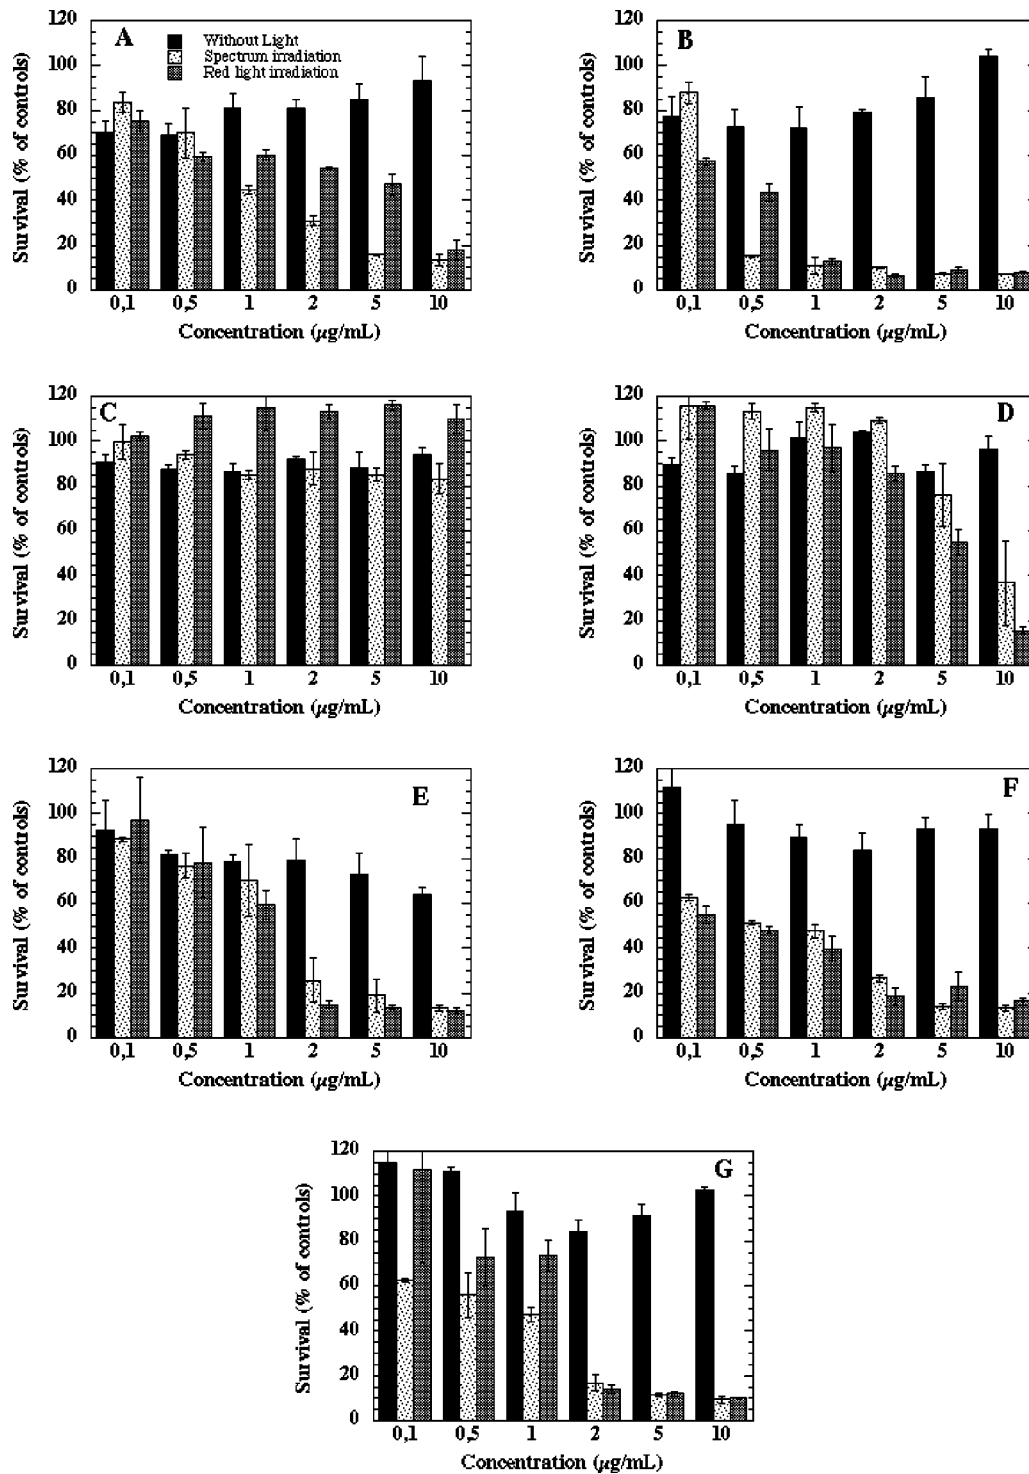 A
Without Light
Spectrum irradiation
Red light irradiation
120
100
80
60
40
20
0
Survival (% of controls)
0,1 0,5 1 2 5 10
Concentration (µg/mL)
B
120
100
80
60
40
20
0
Survival (% of controls)
0,1 0,5 1 2 5 10
Concentration (µg/mL)
C
120
100
80
60
40
20
0
Survival (% of controls)
0,1 0,5 1 2 5 10
Concentration (µg/mL)
D
120
100
80
60
40
20
0
Survival (% of controls)
0,1 0,5 1 2 5 10
Concentration (µg/mL)
E
120
100
80
60
40
20
0
Survival (% of controls)
0,1 0,5 1 2 5 10
Concentration (µg/mL)
F
120
100
80
60
40
20
0
Survival (% of controls)
0,1 0,5 1 2 5 10
Concentration (µg/mL)
G
120
100
80
60
40
20
0
Survival (% of controls)
0,1 0,5 1 2 5 10
Concentration (µg/mL)